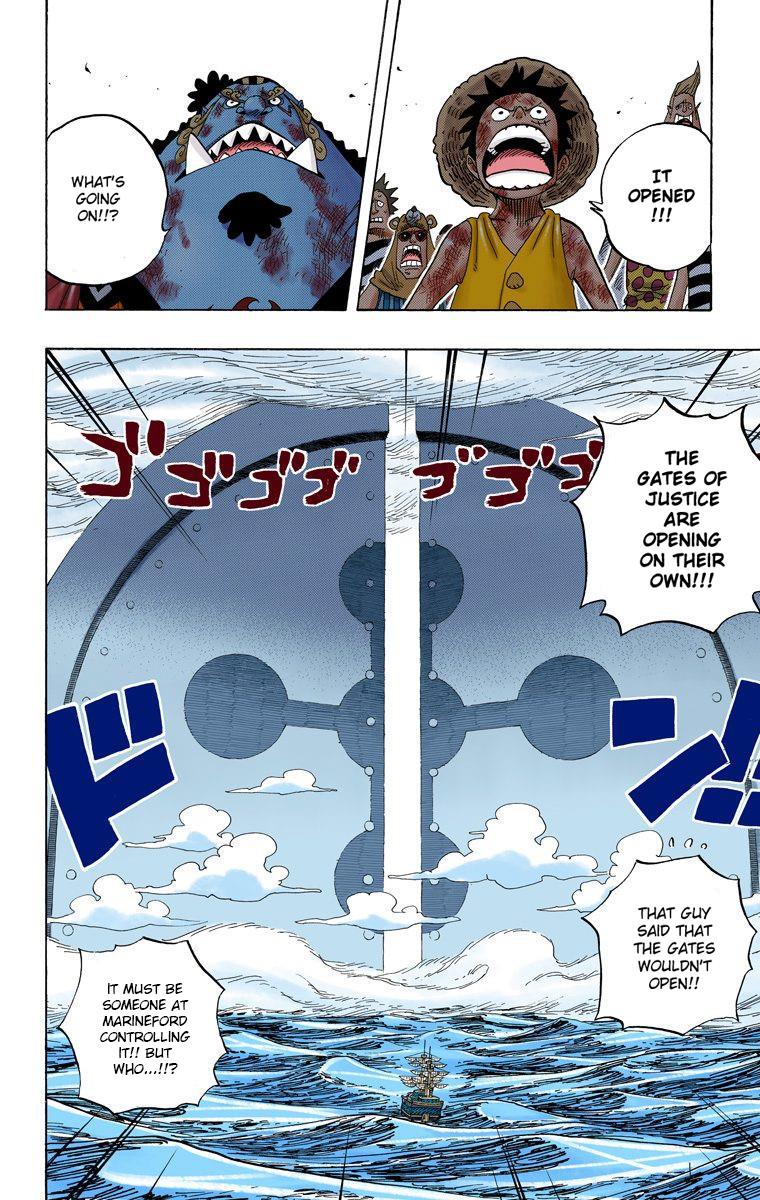 WHAT'S
GOING
ON!!?
IT
OPENED
!!!
THE
GATES OF
JUSTICE
ARE
OPENING
ON THEIR
OWN!!!
ゴゴゴゴゴゴゴ
ドン!!
THAT GUY
SAID THAT
THE GATES
WOULDN'T
OPEN!!
IT MUST BE
SOMEONE AT
MARINEFORD
CONTROLLING
IT!! BUT
WHO...!!?